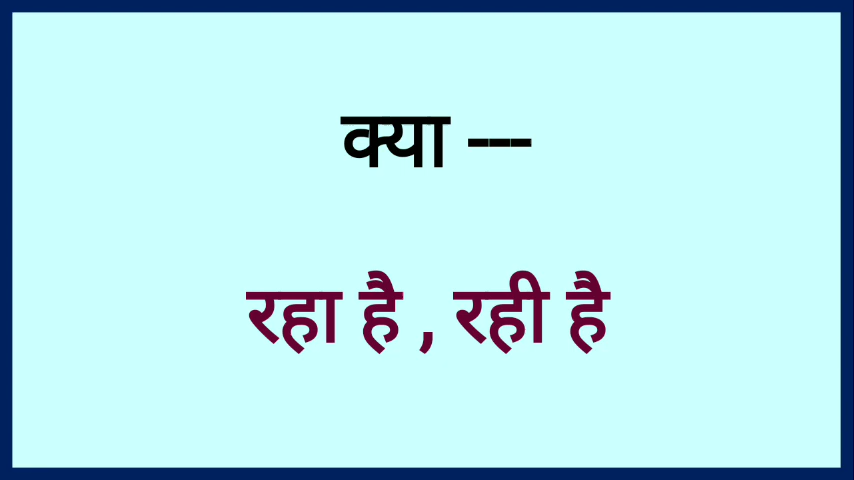 क्या ---
रहा है , रही है